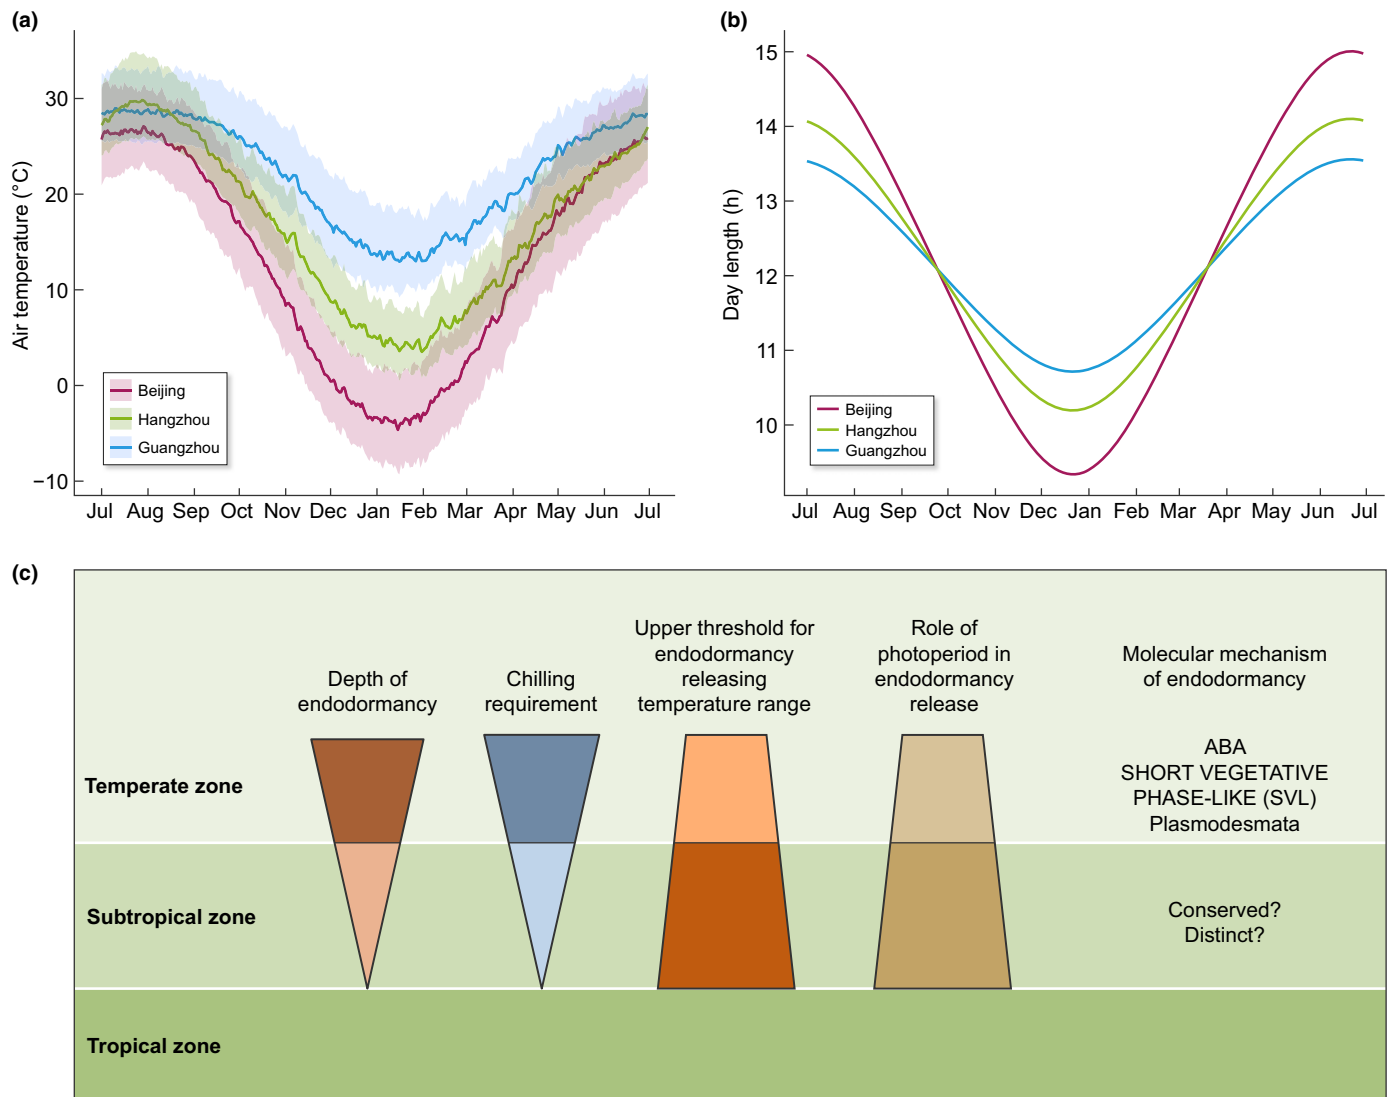 (a)
Air temperature (°C)
30
20
10
0
−10
Beijing
Hangzhou
Guangzhou
Jul Aug Sep Oct Nov Dec Jan Feb Mar Apr May Jun Jul
(b)
Day length (h)
15
14
13
12
11
10
Beijing
Hangzhou
Guangzhou
Jul Aug Sep Oct Nov Dec Jan Feb Mar Apr May Jun Jul
(c)
Depth of
endodormancy
Chilling
requirement
Upper threshold for
endodormancy
releasing
temperature range
Role of
photoperiod in
endodormancy
release
Molecular mechanism
of endodormancy
Temperate zone
ABA
SHORT VEGETATIVE
PHASE-LIKE (SVL)
Plasmodesmata
Subtropical zone
Conserved?
Distinct?
Tropical zone